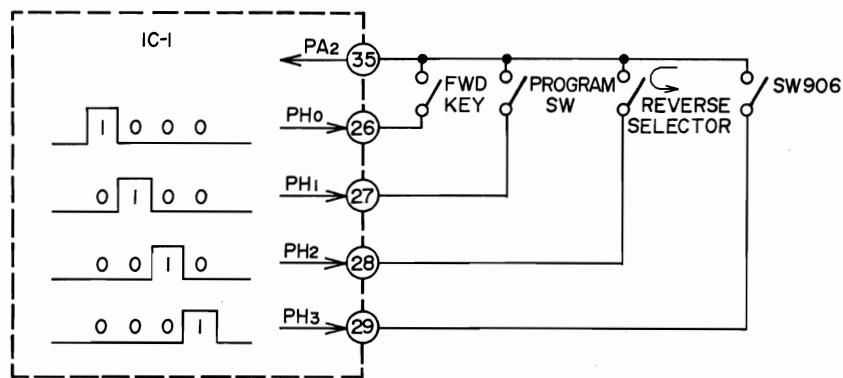 IC-1
PA2
35
FWD
KEY
PROGRAM
SW
REVERSE
SELECTOR
SW906
1 0 0 0
PH0
26
0 1 0 0
PH1
27
0 0 1 0
PH2
28
0 0 0 1
PH3
29